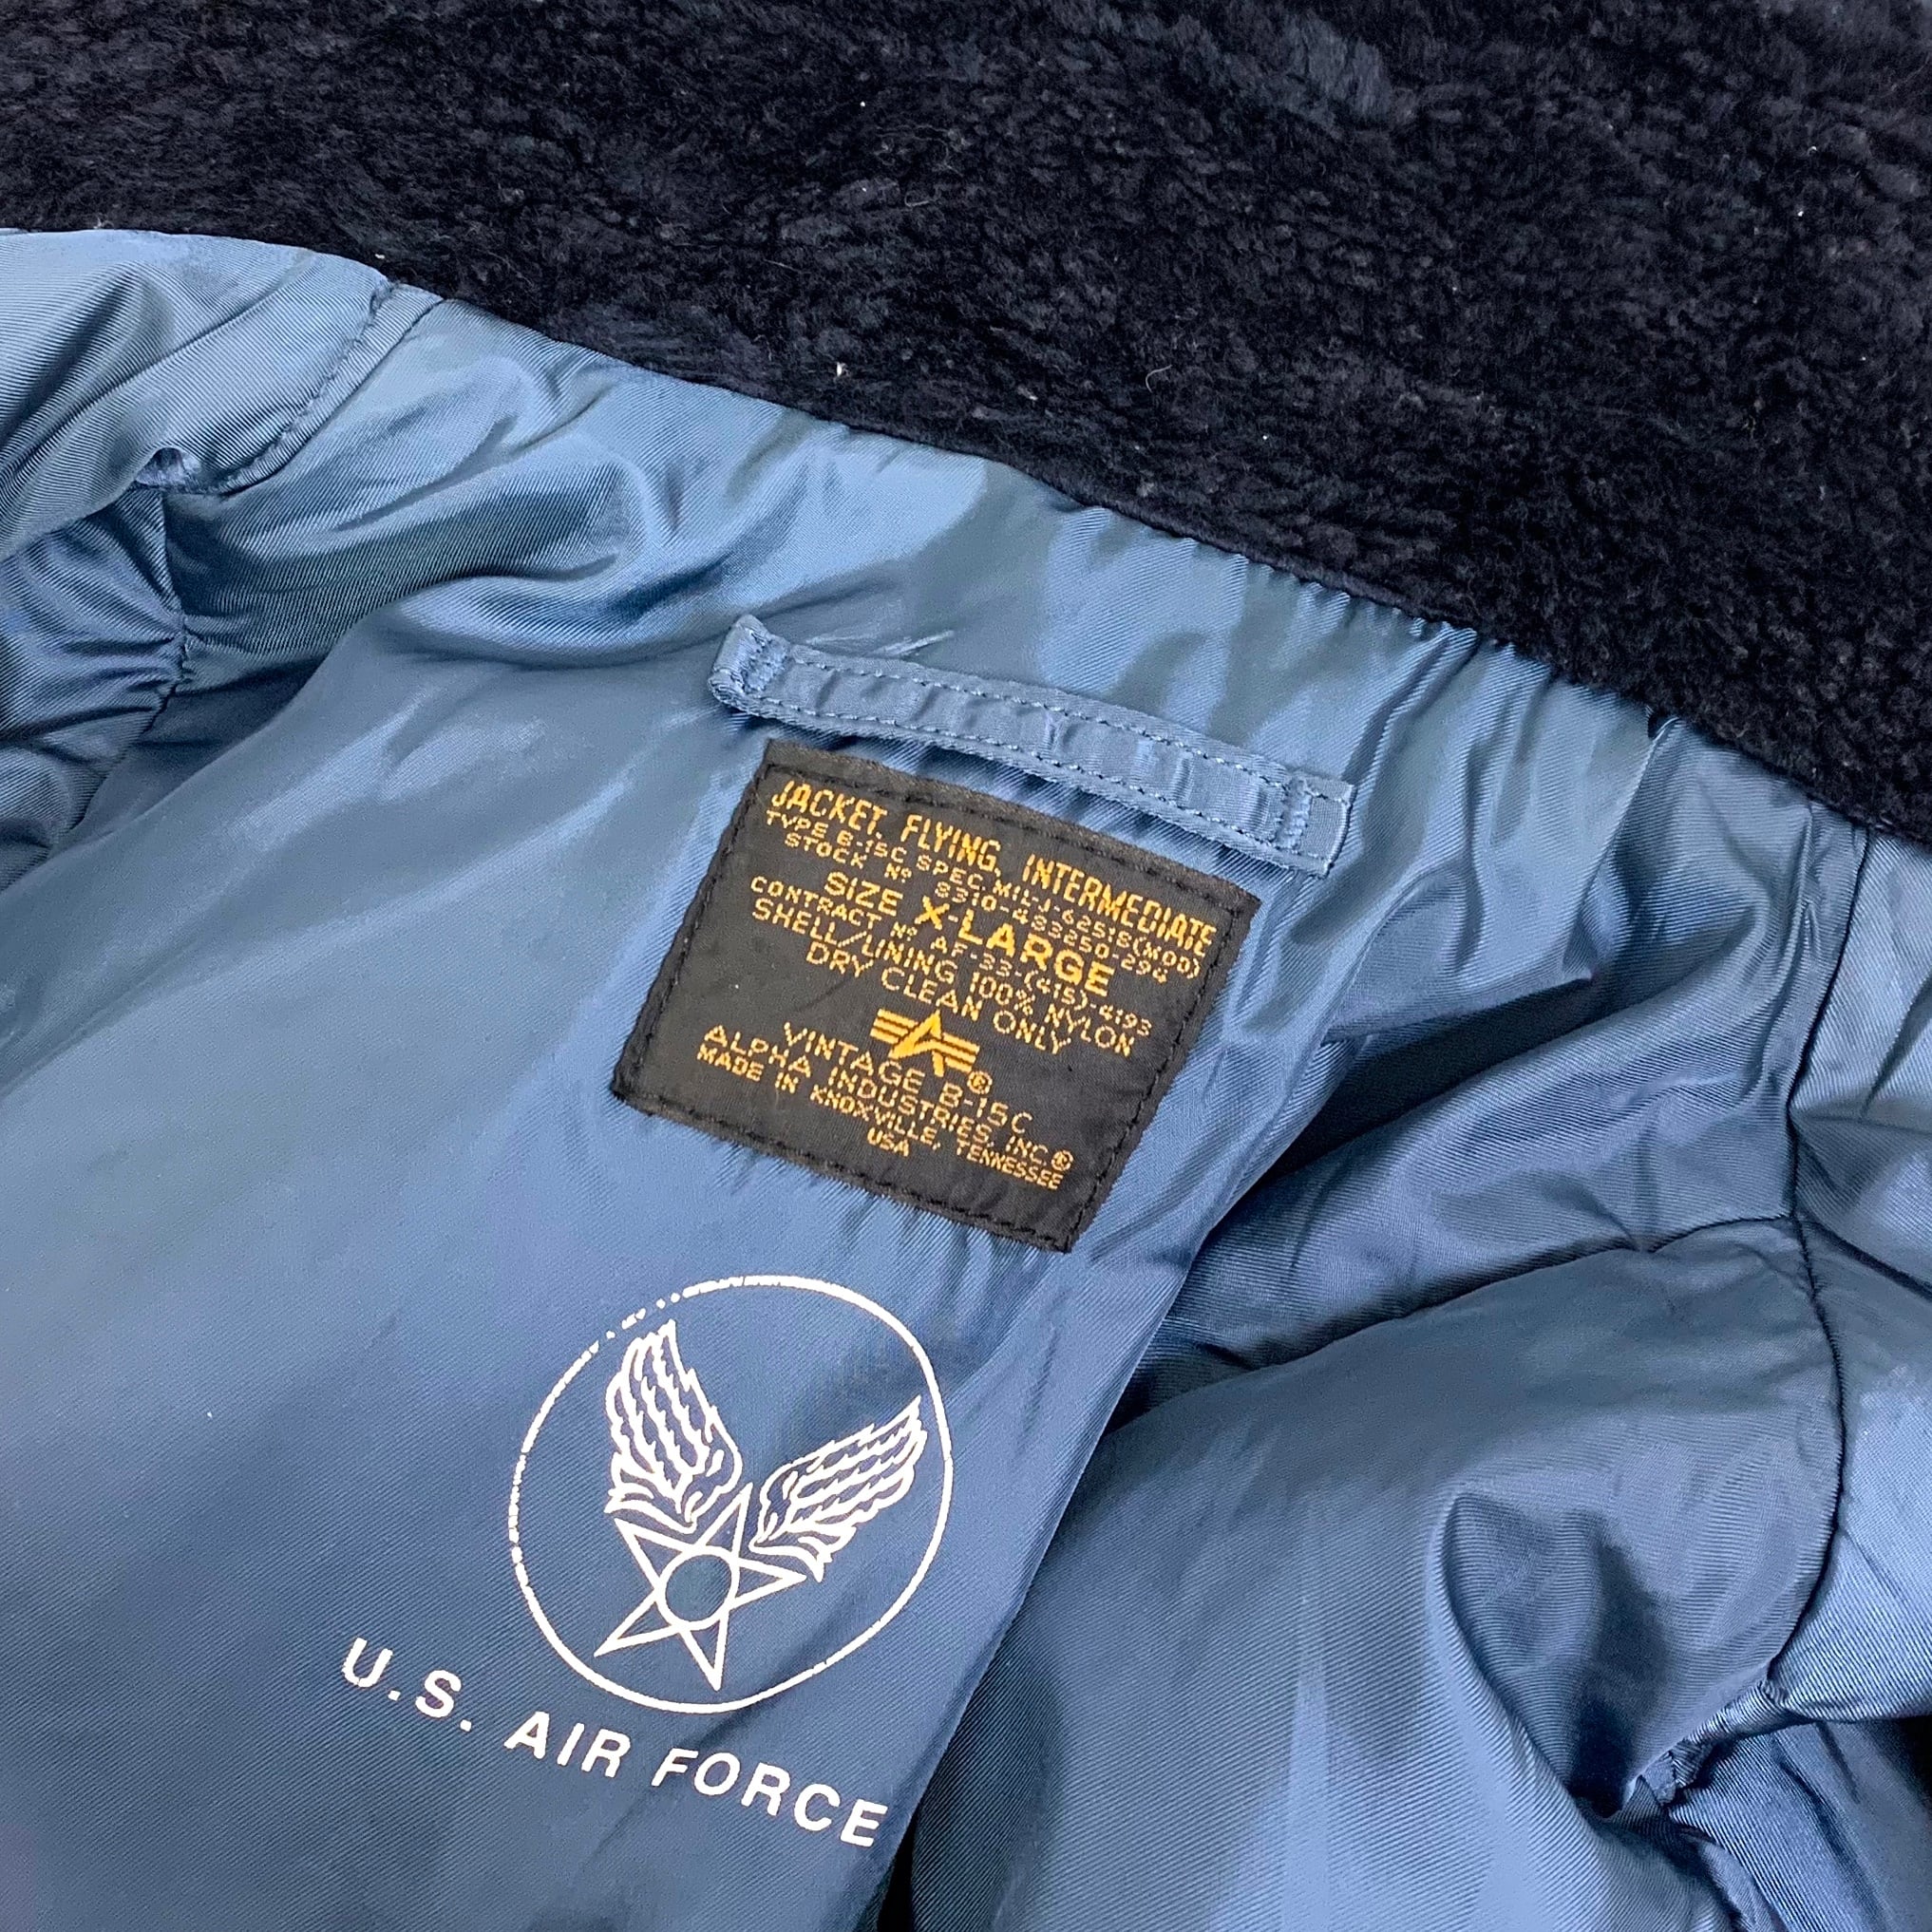 JACKET, FLYING, INTERMEDIATE
TYPE B-15C SPEC.MIL-J-6251B(MOD)
STOCK Nº 8310-483250-294
SIZE X-LARGE
CONTRACT Nº AF-33-(415)-4193
SHELL/LINING 100% NYLON
DRY CLEAN ONLY
®
VINTAGE B-15C
ALPHA INDUSTRIES, INC.®
MADE IN KNOXVILLE, TENNESSEE
USA
U.S. AIR FORCE